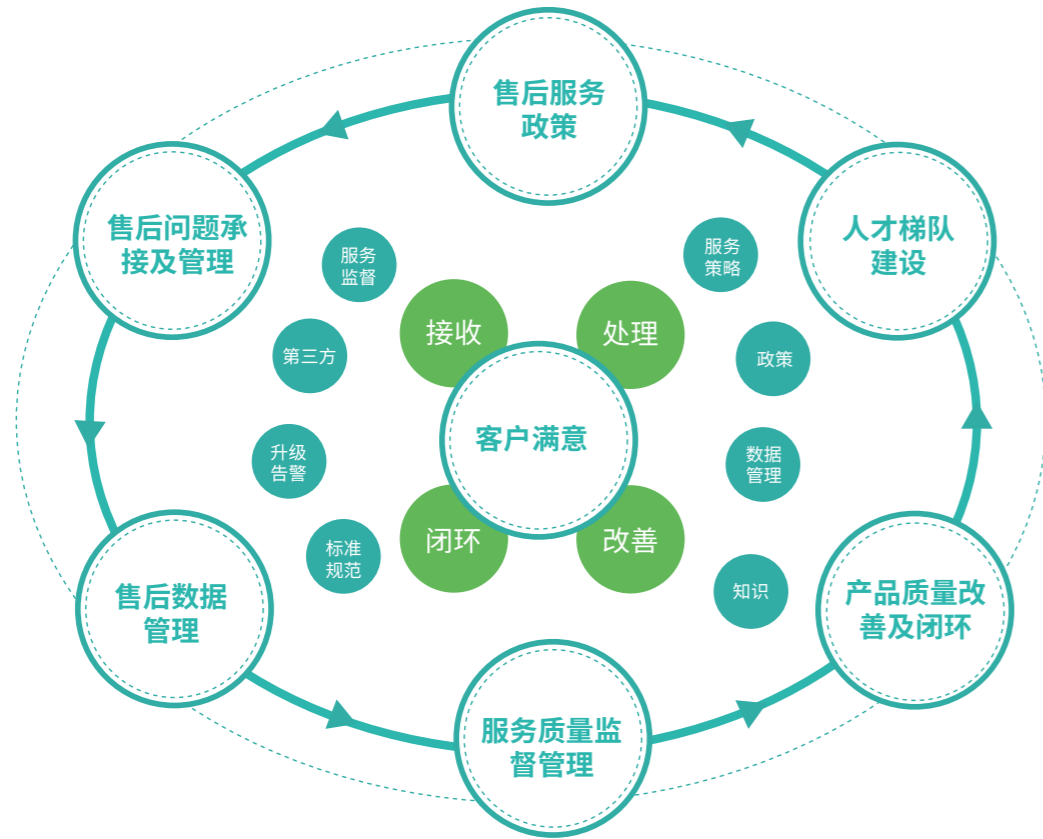 售后服务
政策
售后问题承
接及管理
人才梯队
建设
服务
监督
服务
策略
接收
处理
第三方
政策
客户满意
升级
告警
数据
管理
闭环
改善
标准
规范
知识
售后数据
管理
产品质量改
善及闭环
服务质量监
督管理